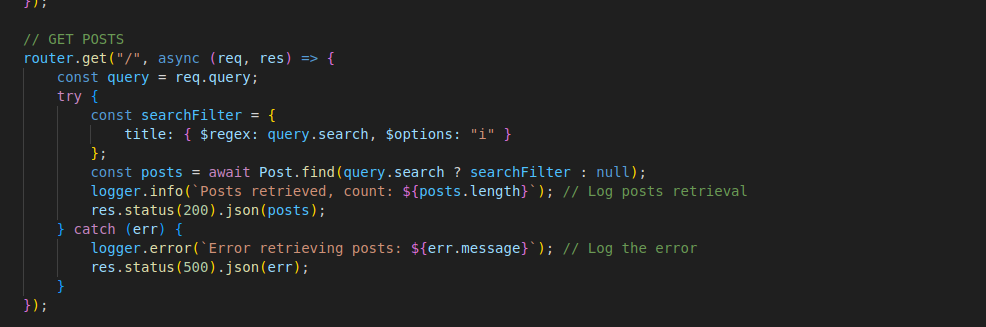 });
// GET POSTS
router.get("/", async (req, res) => {
    const query = req.query;
    try {
        const searchFilter = {
            title: { $regex: query.search, $options: "i" }
        };
        const posts = await Post.find(query.search ? searchFilter : null);
        logger.info(`Posts retrieved, count: ${posts.length}`); // Log posts retrieval
        res.status(200).json(posts);
    } catch (err) {
        logger.error(`Error retrieving posts: ${err.message}`); // Log the error
        res.status(500).json(err);
    }
});